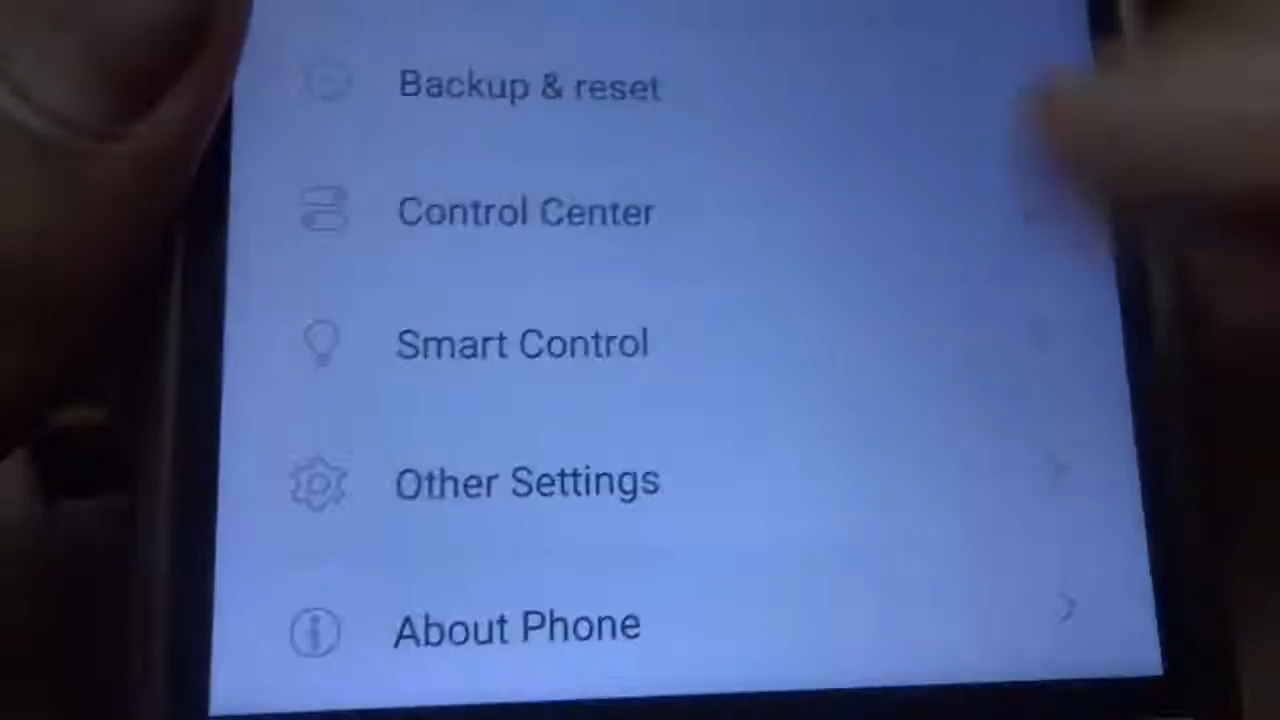 Backup & reset
Control Center
Smart Control
Other Settings
About Phone